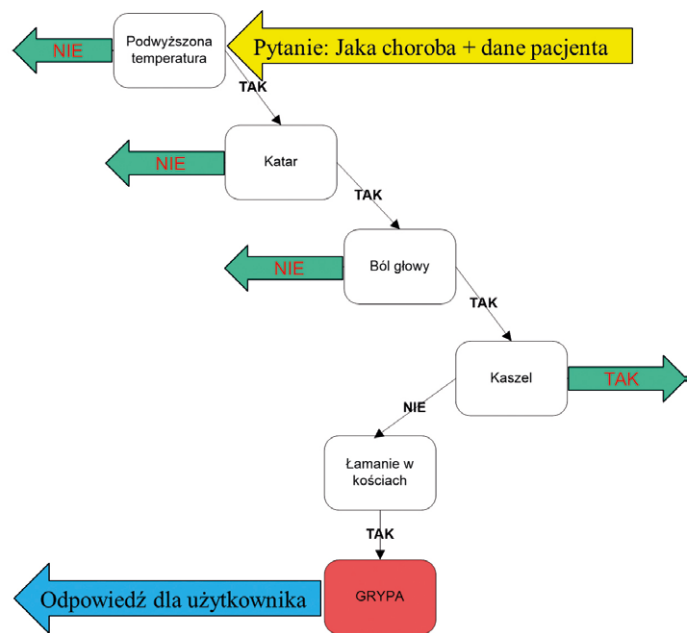 NIE
Podwyższona
temperatura
Pytanie: Jaka choroba + dane pacjenta
TAK
NIE
Katar
TAK
NIE
Ból głowy
TAK
Kaszel
TAK
NIE
Łamanie w
kościach
TAK
Odpowiedź dla użytkownika
GRYPA